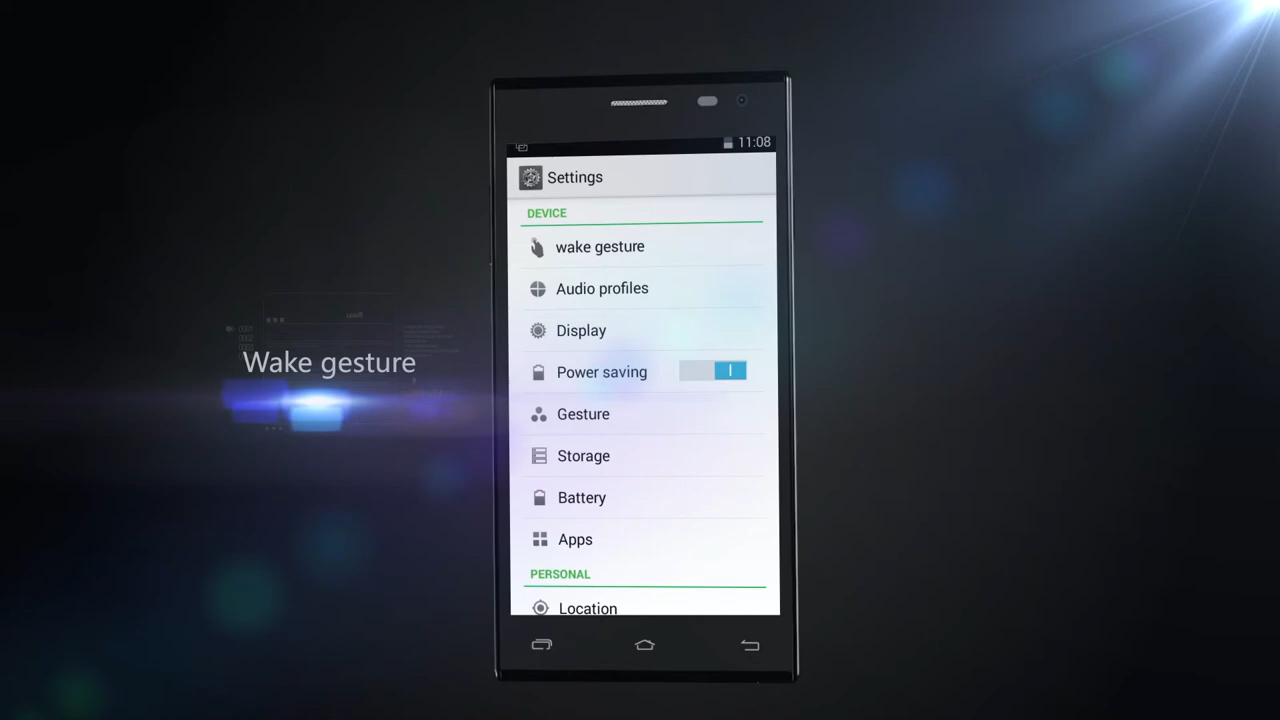 11:08
Settings
DEVICE
wake gesture
Audio profiles
Display
Power saving
Gesture
Storage
Battery
Apps
PERSONAL
Location
Wake gesture